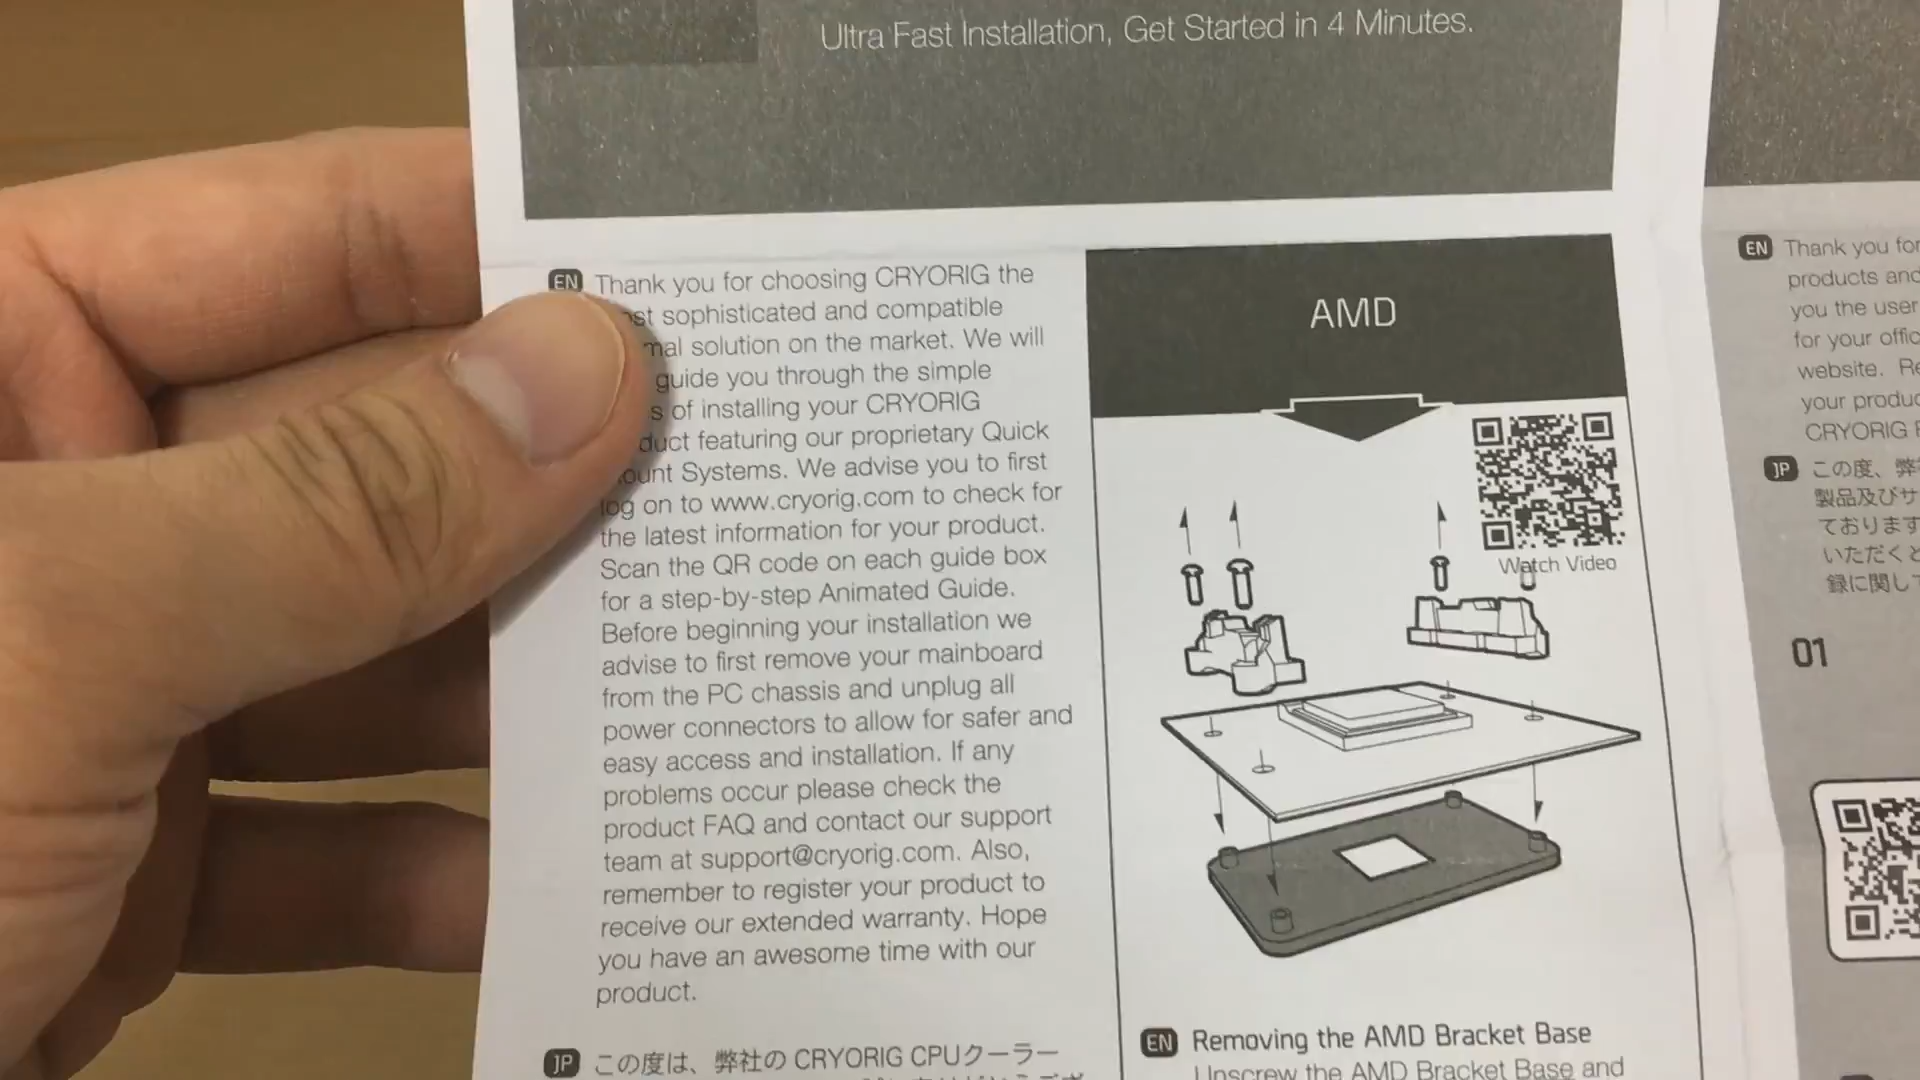 Ultra Fast Installation, Get Started in 4 Minutes.
EN Thank you for choosing CRYORIG the
sophisticated and compatible
solution on the market. We will
guide you through the simple
of installing your CRYORIG
featuring our proprietary Quick
Systems. We advise you to first
log on to www.cryorig.com to check for
the latest information for your product.
Scan the QR code on each guide box
for a step-by-step Animated Guide.
Before beginning your installation we
advise to first remove your mainboard
from the PC chassis and unplug all
power connectors to allow for safer and
easy access and installation. If any
problems occur please check the
product FAQ and contact our support
team at support@cryorig.com. Also,
remember to register your product to
receive our extended warranty. Hope
you have an awesome time with our
product.
JP この度は、弊社の CRYORIG CPUクーラー
AMD
Watch Video
EN Removing the AMD Bracket Base
Unscrew the AMD Bracket Base and
EN Thank you for
products and
you the user
for your
website.
your
CRYORIG
JP この度、弊
製品及びサ
ております
いただくと
録に関して
01